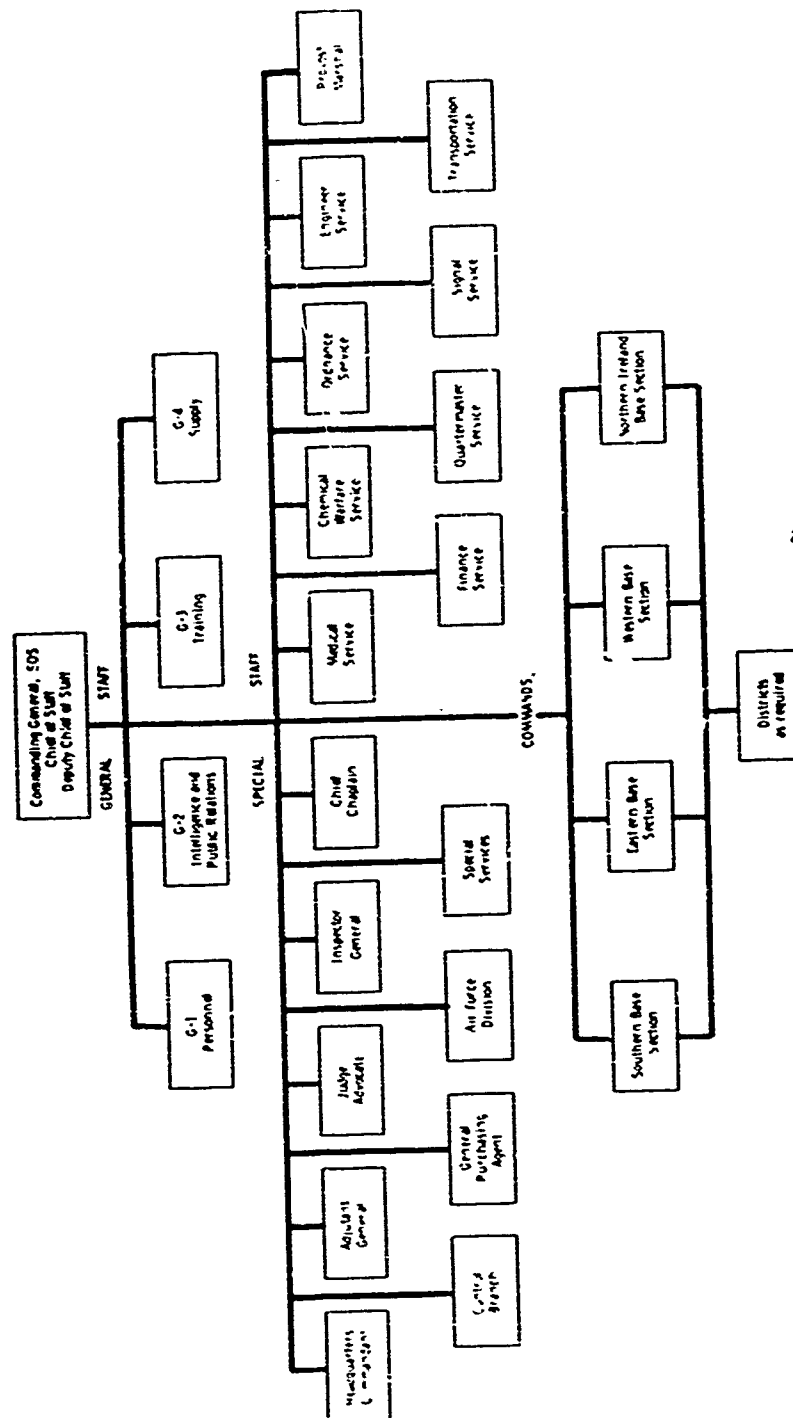 Commanding General, SOS
Chief of Staff
Deputy Chief of Staff
GENERAL STAFF
G-1
Personnel
G-2
Intelligence and
Public Relations
G-3
Training
G-4
Supply
SPECIAL STAFF
Headquarters
Adjutant
General
Judge
Advocate
Inspector
General
Chief
Chaplain
Medical
Service
Chemical
Warfare
Service
Ordnance
Service
Engineer
Service
Provost
Marshal
Control
Branch
General
Purchasing
Agent
Air Force
Division
Special
Services
Finance
Service
Quartermaster
Service
Signal
Service
Transportation
Service
COMMANDS
Southern Base
Section
Eastern Base
Section
Western Base
Section
Northern Ireland
Base Section
Districts
as required